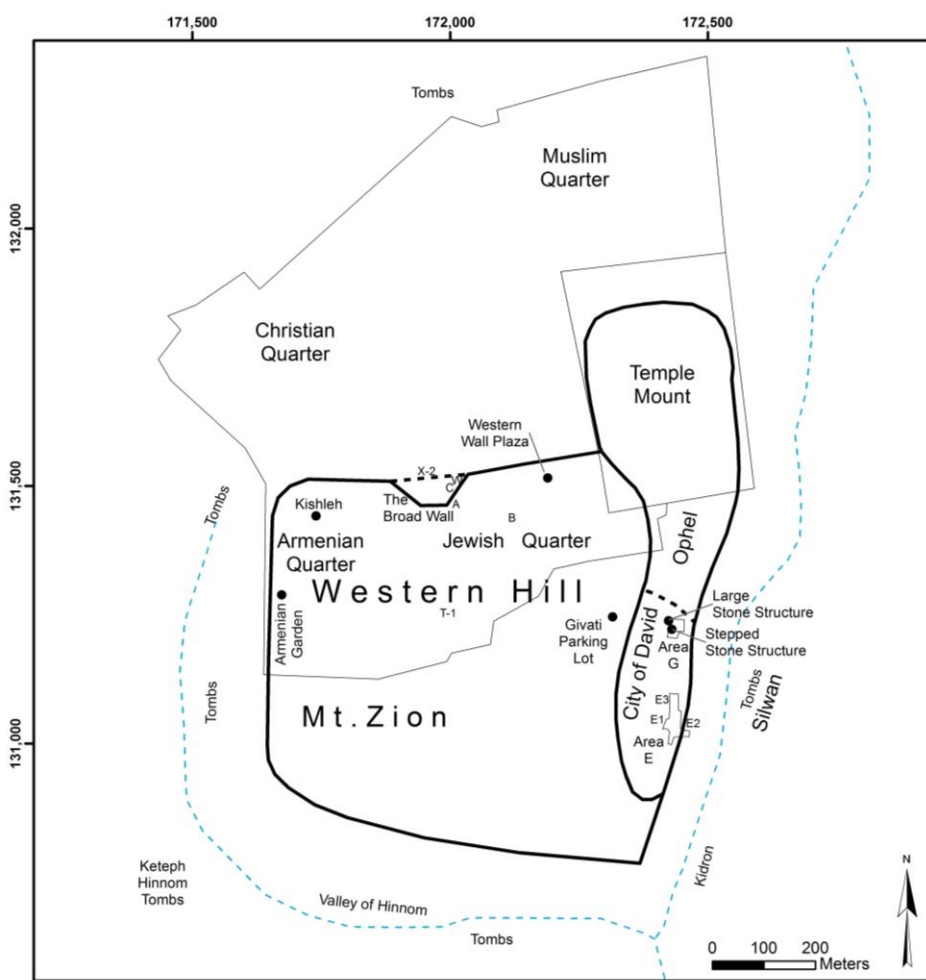 171,500
172,000
172,500
132,000
131,500
131,000
Tombs
Muslim
Quarter
Christian
Quarter
Temple
Mount
Western
Wall Plaza
X-2
W
C
A
The
Broad Wall
B
Kishleh
Tombs
Armenian
Quarter
Jewish Quarter
Ophel
Western Hill
Armenian
Garden
T-1
Givati
Parking
Lot
City of David
Large
Stone Structure
Stepped
Stone Structure
Area
G
Tombs
Silwan
Tombs
Mt. Zion
E3
E1
E2
Area
E
Keteph
Hinnom
Tombs
Valley of Hinnom
Tombs
Kidron
N
0 100 200
Meters